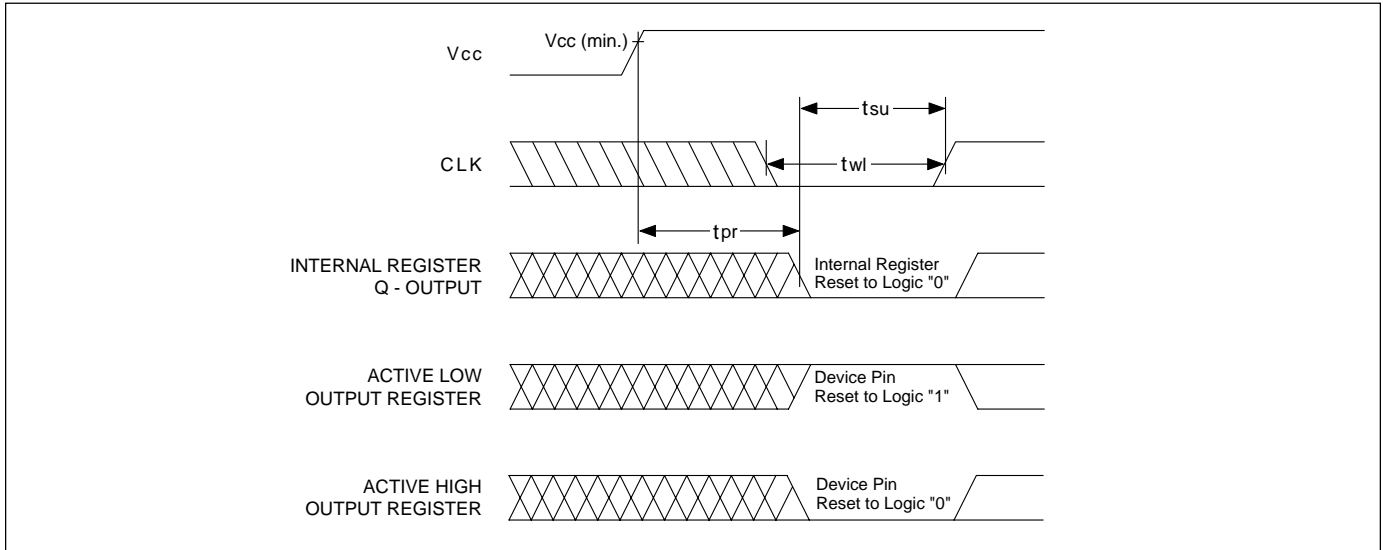 Vcc
Vcc (min.)
tsu
CLK
twl
tpr
INTERNAL REGISTER
Q - OUTPUT
Internal Register
Reset to Logic "0"
ACTIVE LOW
OUTPUT REGISTER
Device Pin
Reset to Logic "1"
ACTIVE HIGH
OUTPUT REGISTER
Device Pin
Reset to Logic "0"